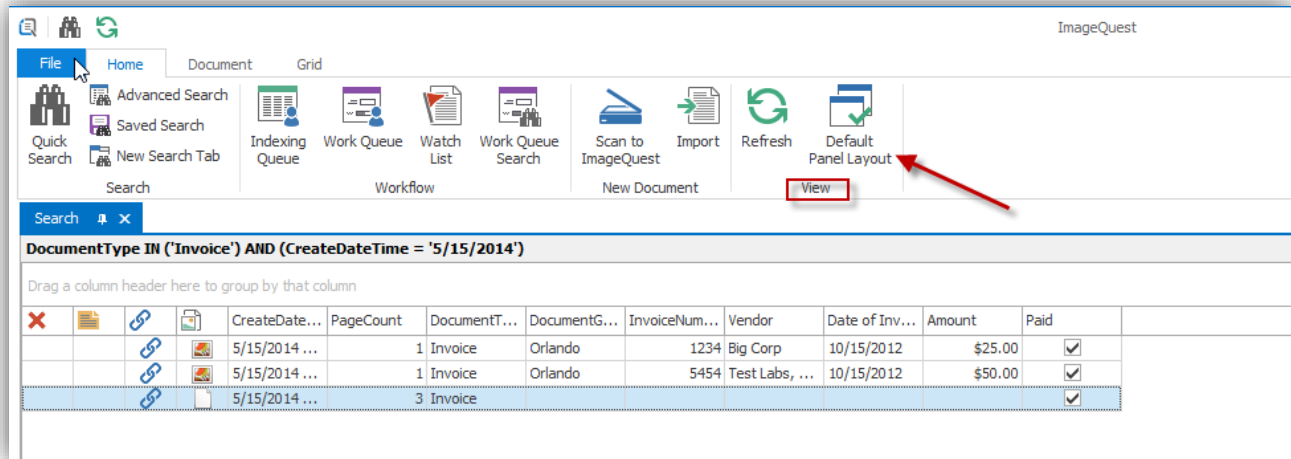 ImageQuest
File Home Document Grid
Quick Search
Advanced Search
Saved Search
New Search Tab
Indexing Queue
Work Queue
Watch List
Work Queue Search
Scan to ImageQuest
Import
Refresh
Default Panel Layout
Search Workflow New Document View
Search
DocumentType IN ('Invoice') AND (CreateDateTime = '5/15/2014')
Drag a column header here to group by that column
CreateDate... PageCount DocumentT... DocumentG... InvoiceNum... Vendor Date of Inv... Amount Paid
5/15/2014 ... 1 Invoice Orlando 1234 Big Corp 10/15/2012 $25.00
5/15/2014 ... 1 Invoice Orlando 5454 Test Labs, ... 10/15/2012 $50.00
5/15/2014 ... 3 Invoice